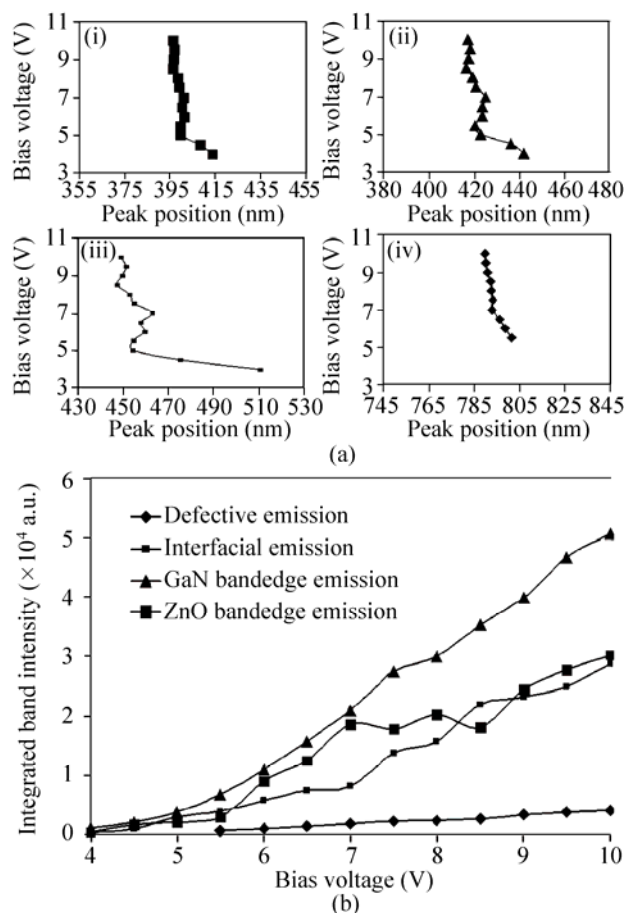 (i)
Bias voltage (V)
11
9
7
5
3
355 375 395 415 435 455
Peak position (nm)
(ii)
Bias voltage (V)
11
9
7
5
3
380 400 420 440 460 480
Peak position (nm)
(iii)
Bias voltage (V)
11
9
7
5
3
430 450 470 490 510 530
Peak position (nm)
(iv)
Bias voltage (V)
11
9
7
5
3
745 765 785 805 825 845
Peak position (nm)
(a)
Integrated band intensity (×10⁴ a.u.)
6
5
4
3
2
1
0
Defective emission
Interfacial emission
GaN bandedge emission
ZnO bandedge emission
4 5 6 7 8 9 10
Bias voltage (V)
(b)